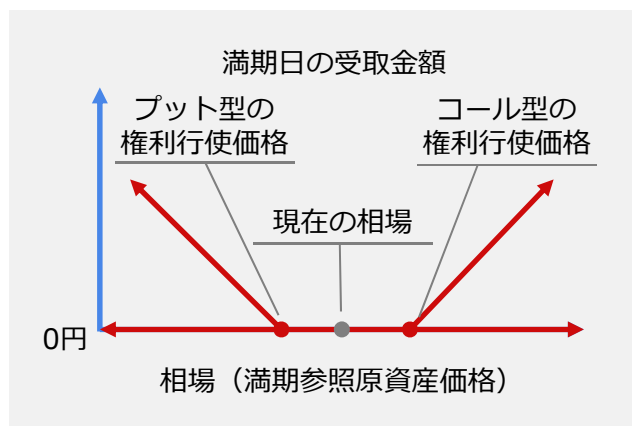 満期日の受取金額
プット型の
権利行使価格
コール型の
権利行使価格
現在の相場
0円
相場（満期参照原資産価格）